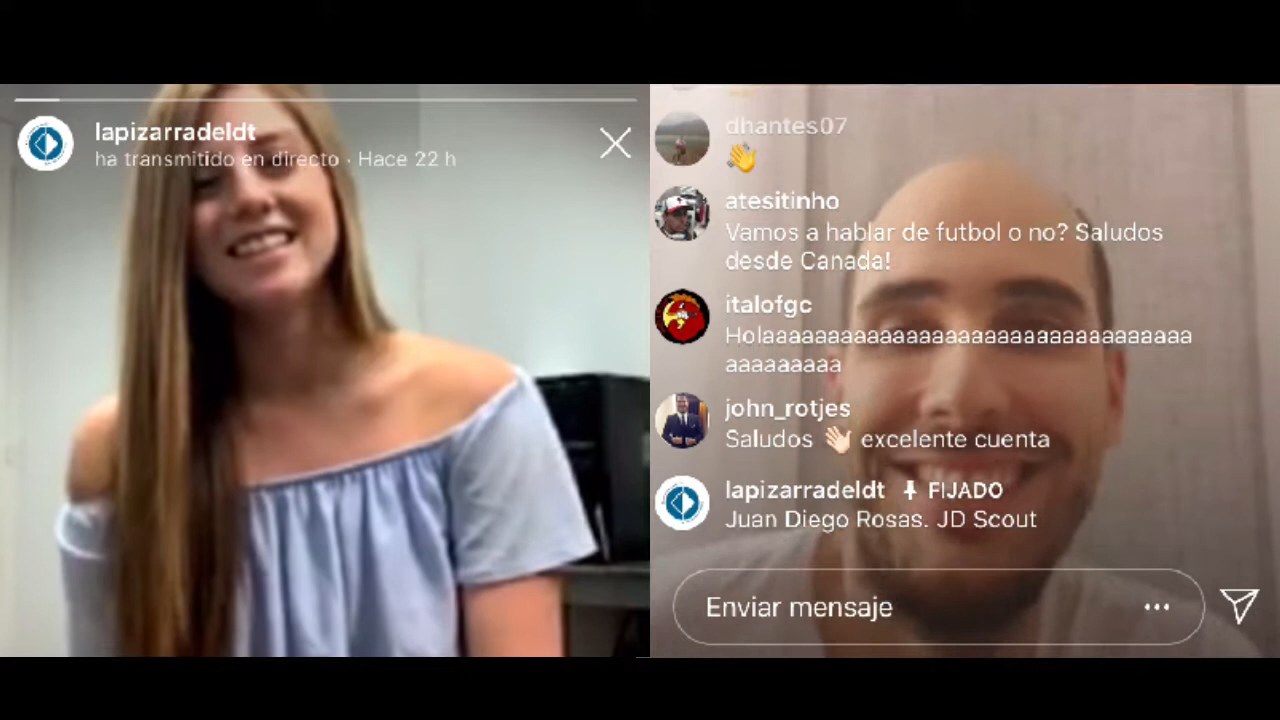 lapizarradeldt
ha transmitido en directo · Hace 22 h
dhantes07
👋
atesitinho
Vamos a hablar de futbol o no? Saludos
desde Canada!
italofgc
Holaaaaaaaaaaaaaaaaaaaaaaaaaaaaaaaaaa
aaaaaaaaa
john_rotjes
Saludos 👋🏻 excelente cuenta
lapizarradeldt 📌 FIJADO
Juan Diego Rosas. JD Scout
Enviar mensaje